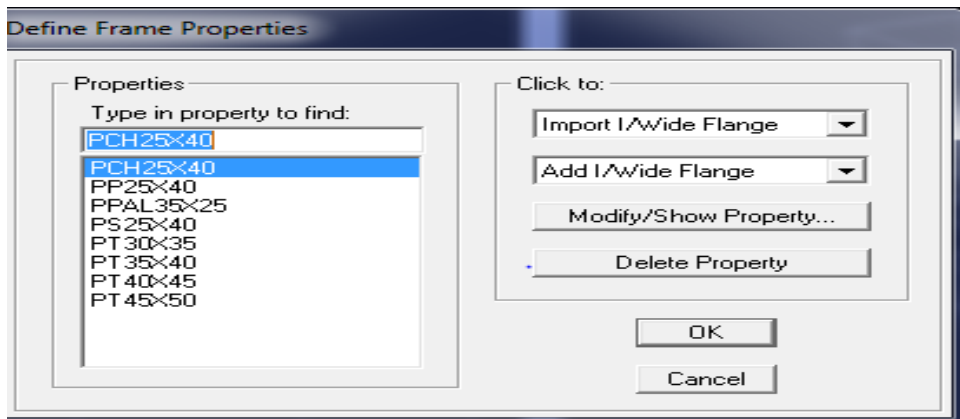 Define Frame Properties
Properties
Type in property to find:
PCH25X40
PCH25X40
PP25X40
PPAL35X25
PS25X40
PT30X35
PT35X40
PT40X45
PT45X50
Click to:
Import I/Wide Flange
Add I/Wide Flange
Modify/Show Property...
Delete Property
OK
Cancel